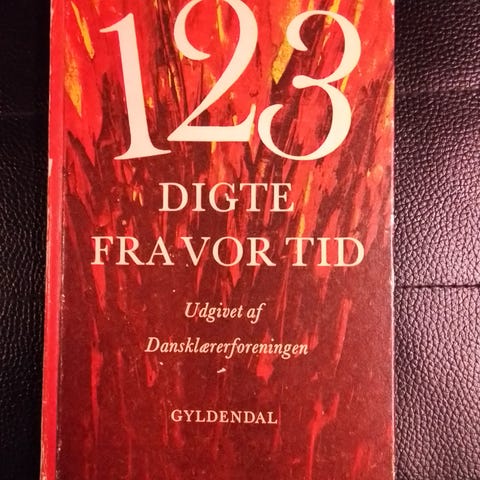 123
DIGTE
FRA VOR TID
Udgivet af
Dansklærerforeningen
GYLDENDAL